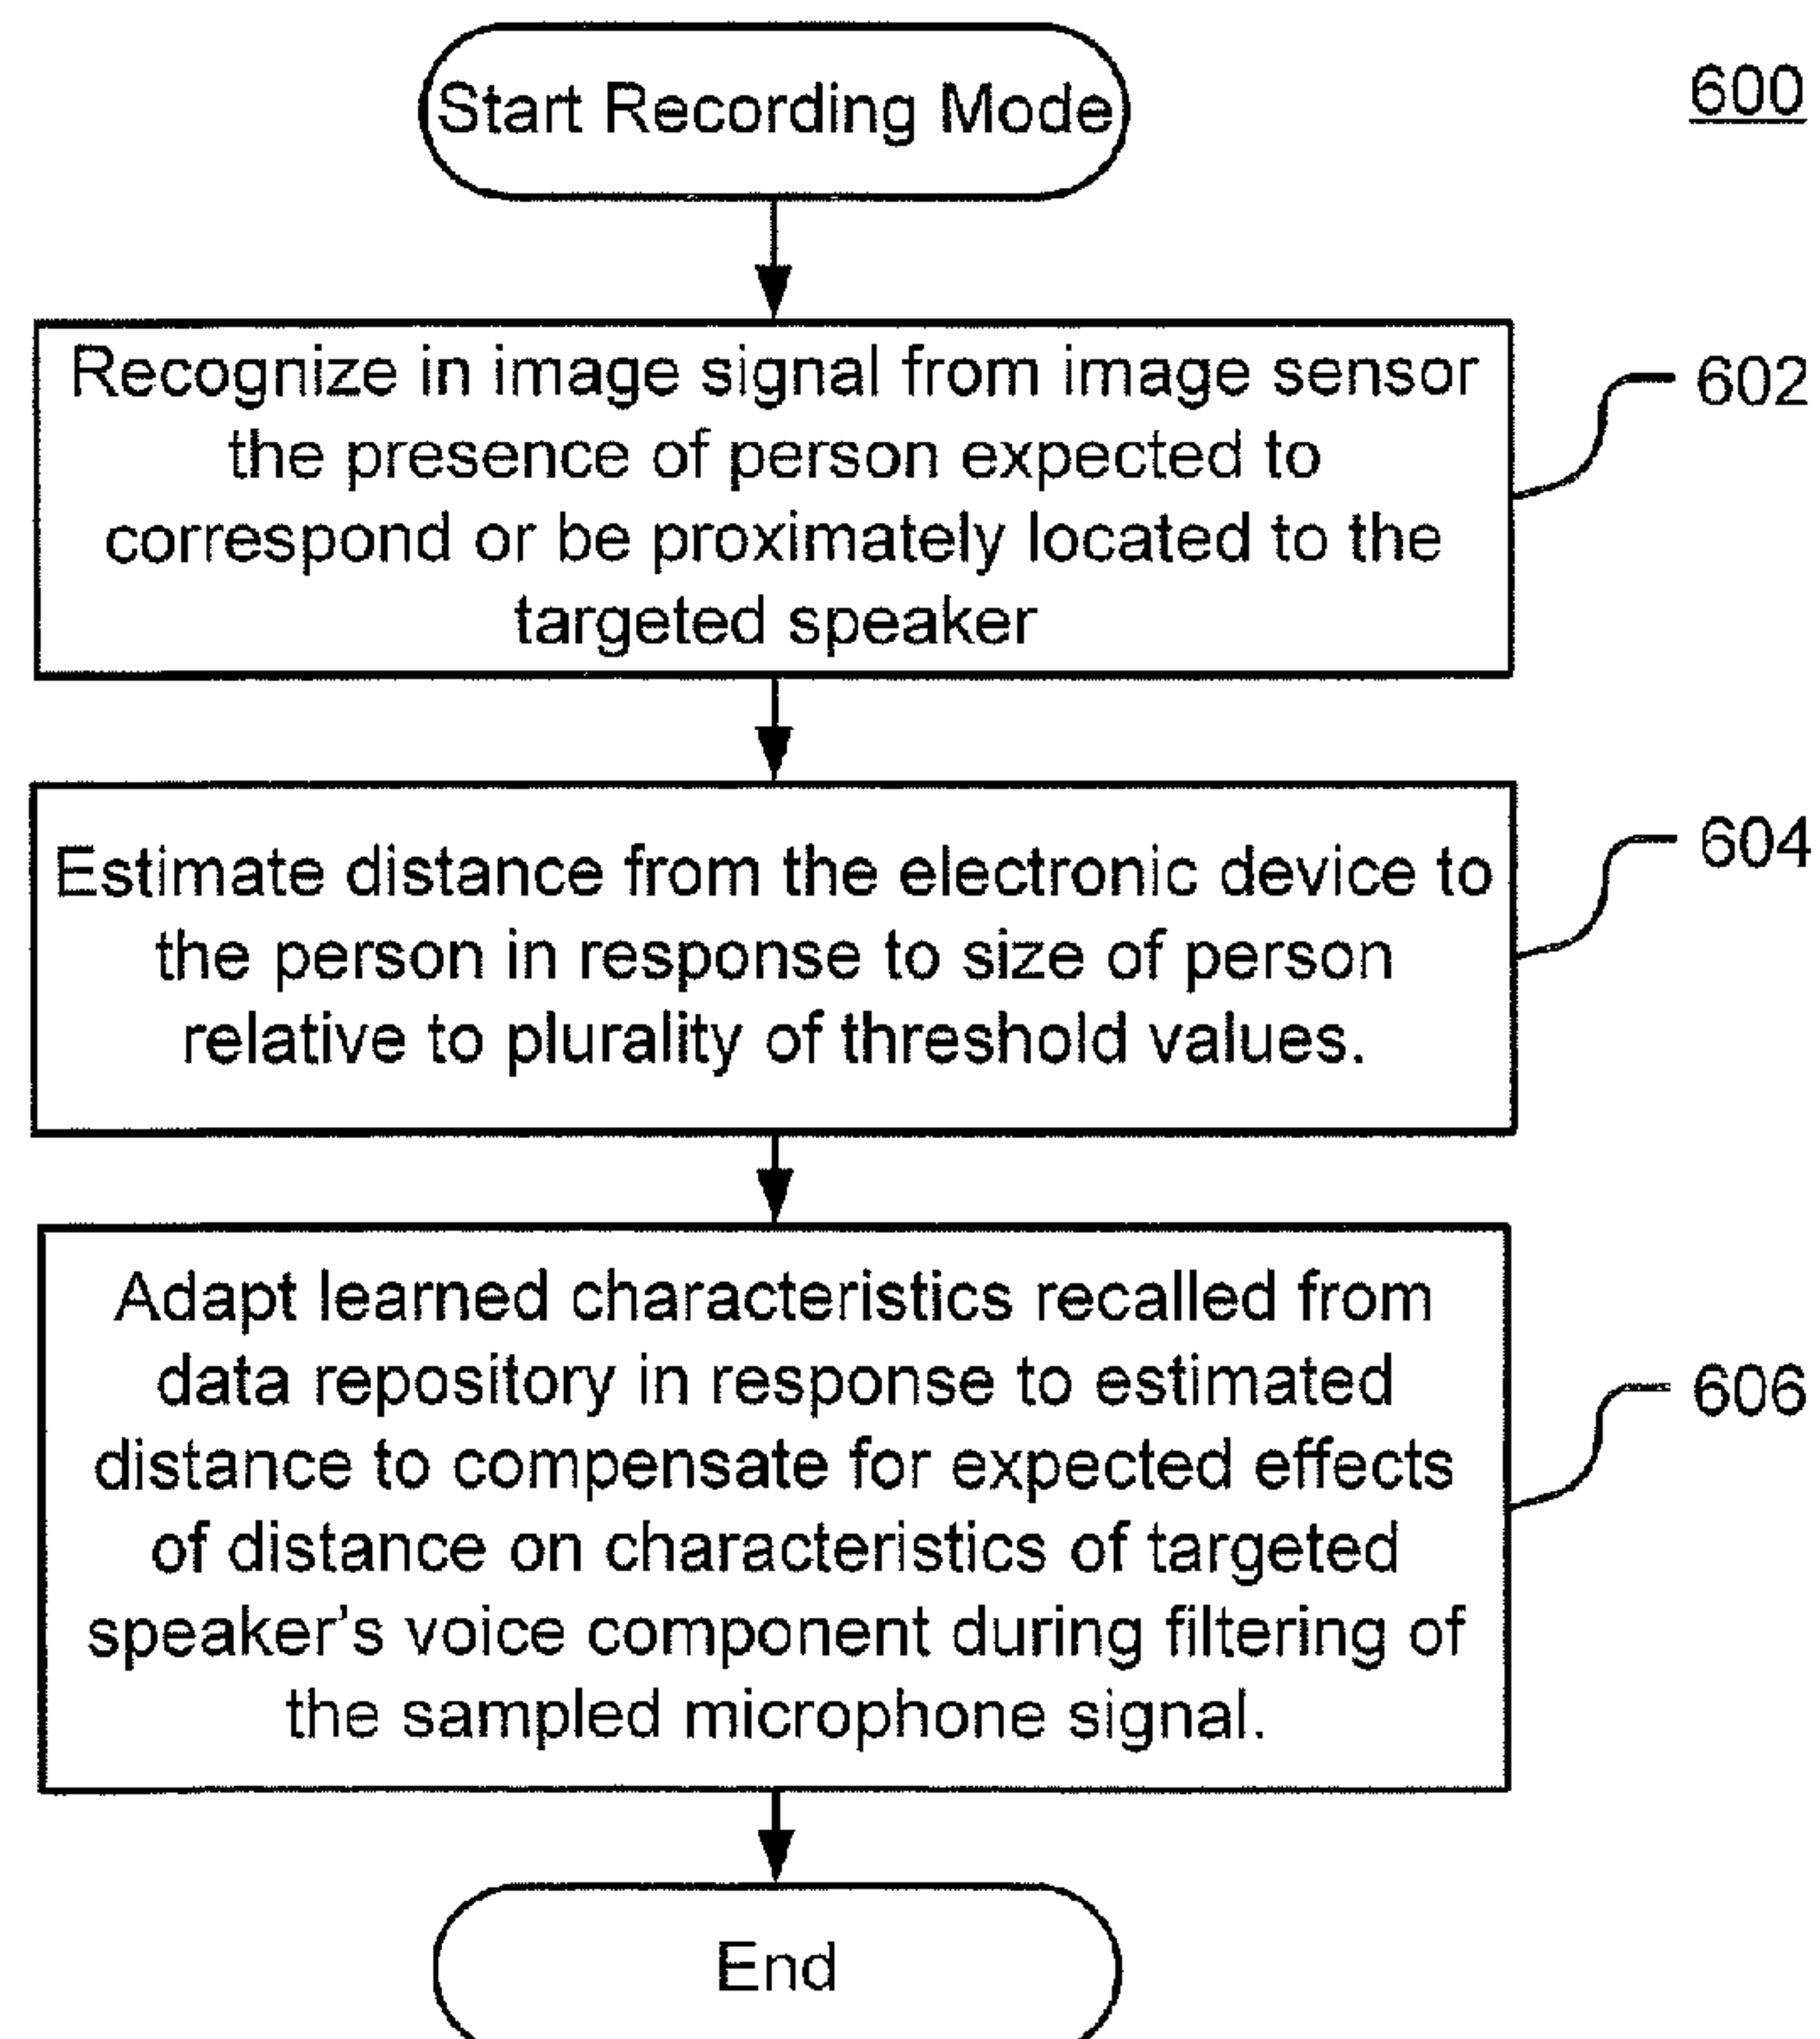 Start Recording Mode
600
Recognize in image signal from image sensor
the presence of person expected to
correspond or be proximately located to the
targeted speaker
602
Estimate distance from the electronic device to
the person in response to size of person
relative to plurality of threshold values.
604
Adapt learned characteristics recalled from
data repository in response to estimated
distance to compensate for expected effects
of distance on characteristics of targeted
speaker's voice component during filtering of
the sampled microphone signal.
606
End